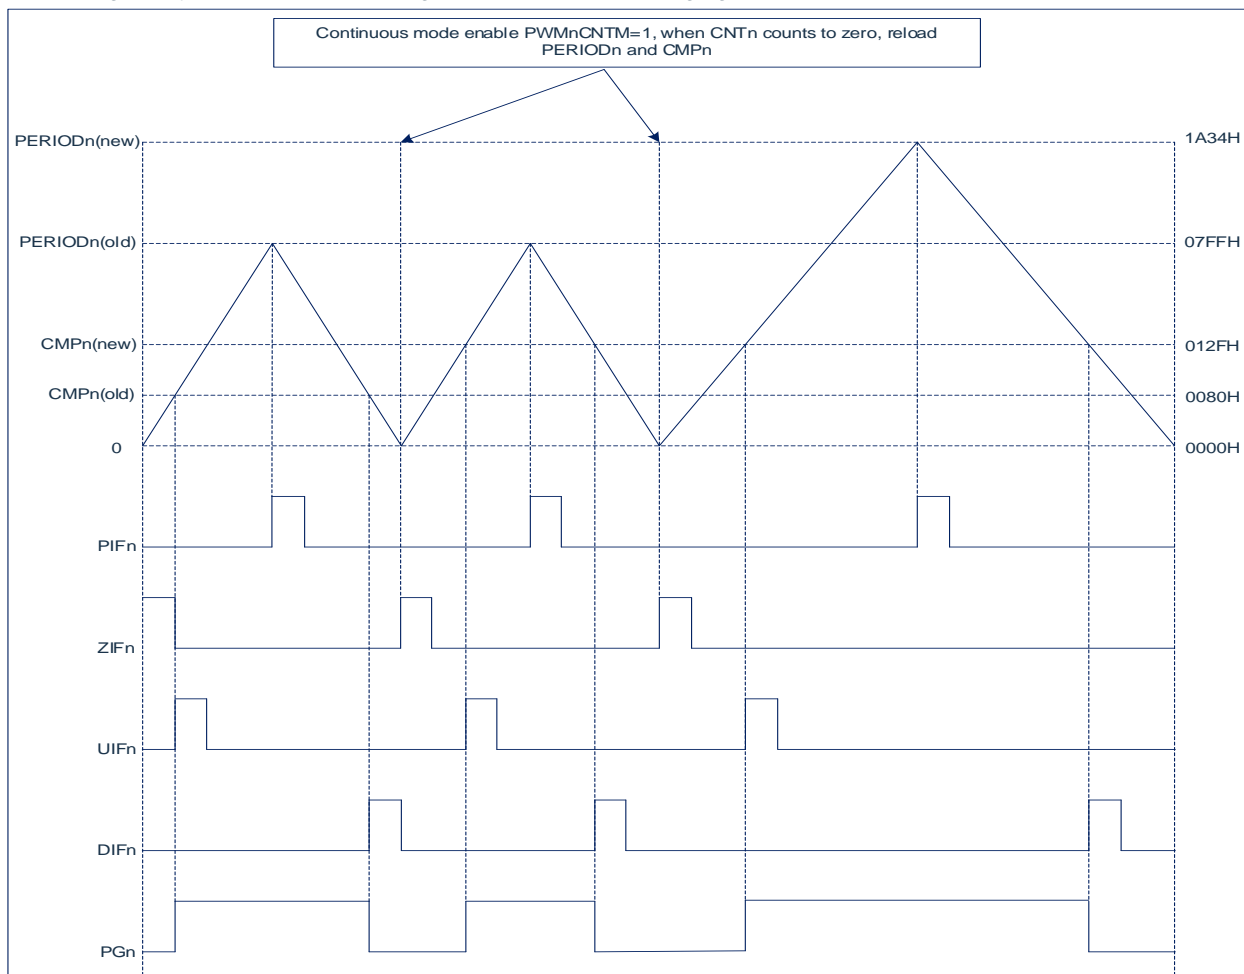 Continuous mode enable PWMnCNTM=1, when CNTn counts to zero, reload
PERIODn and CMPn
PERIODn(new)
1A34H
PERIODn(old)
07FFH
CMPn(new)
012FH
CMPn(old)
0080H
0
0000H
PIFn
ZIFn
UIFn
DIFn
PGn